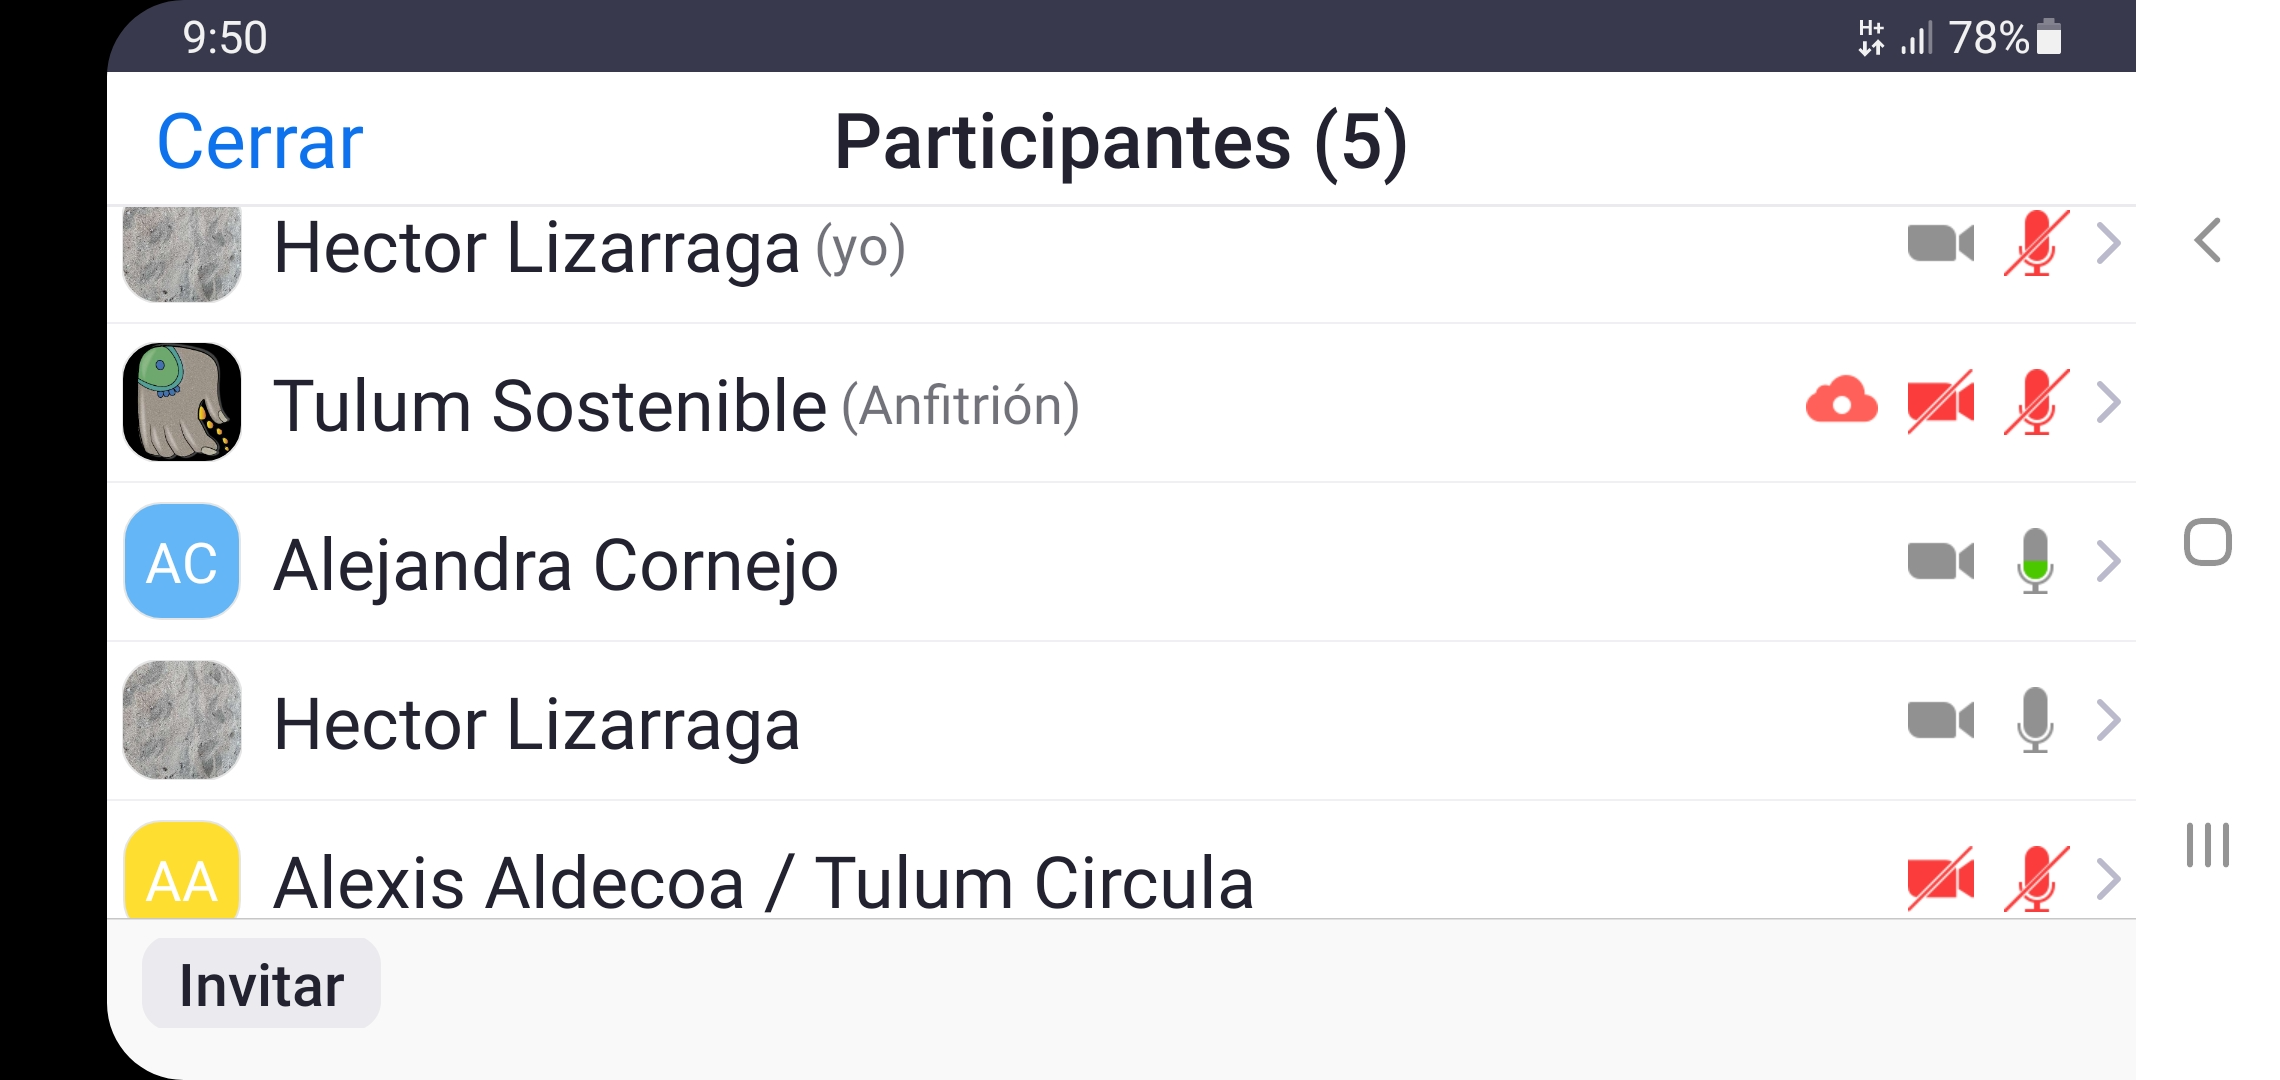 9:50
H+
78%
Cerrar
Participantes (5)
Hector Lizarraga (yo)
Tulum Sostenible (Anfitrión)
AC
Alejandra Cornejo
Hector Lizarraga
AA
Alexis Aldecoa / Tulum Circula
Invitar